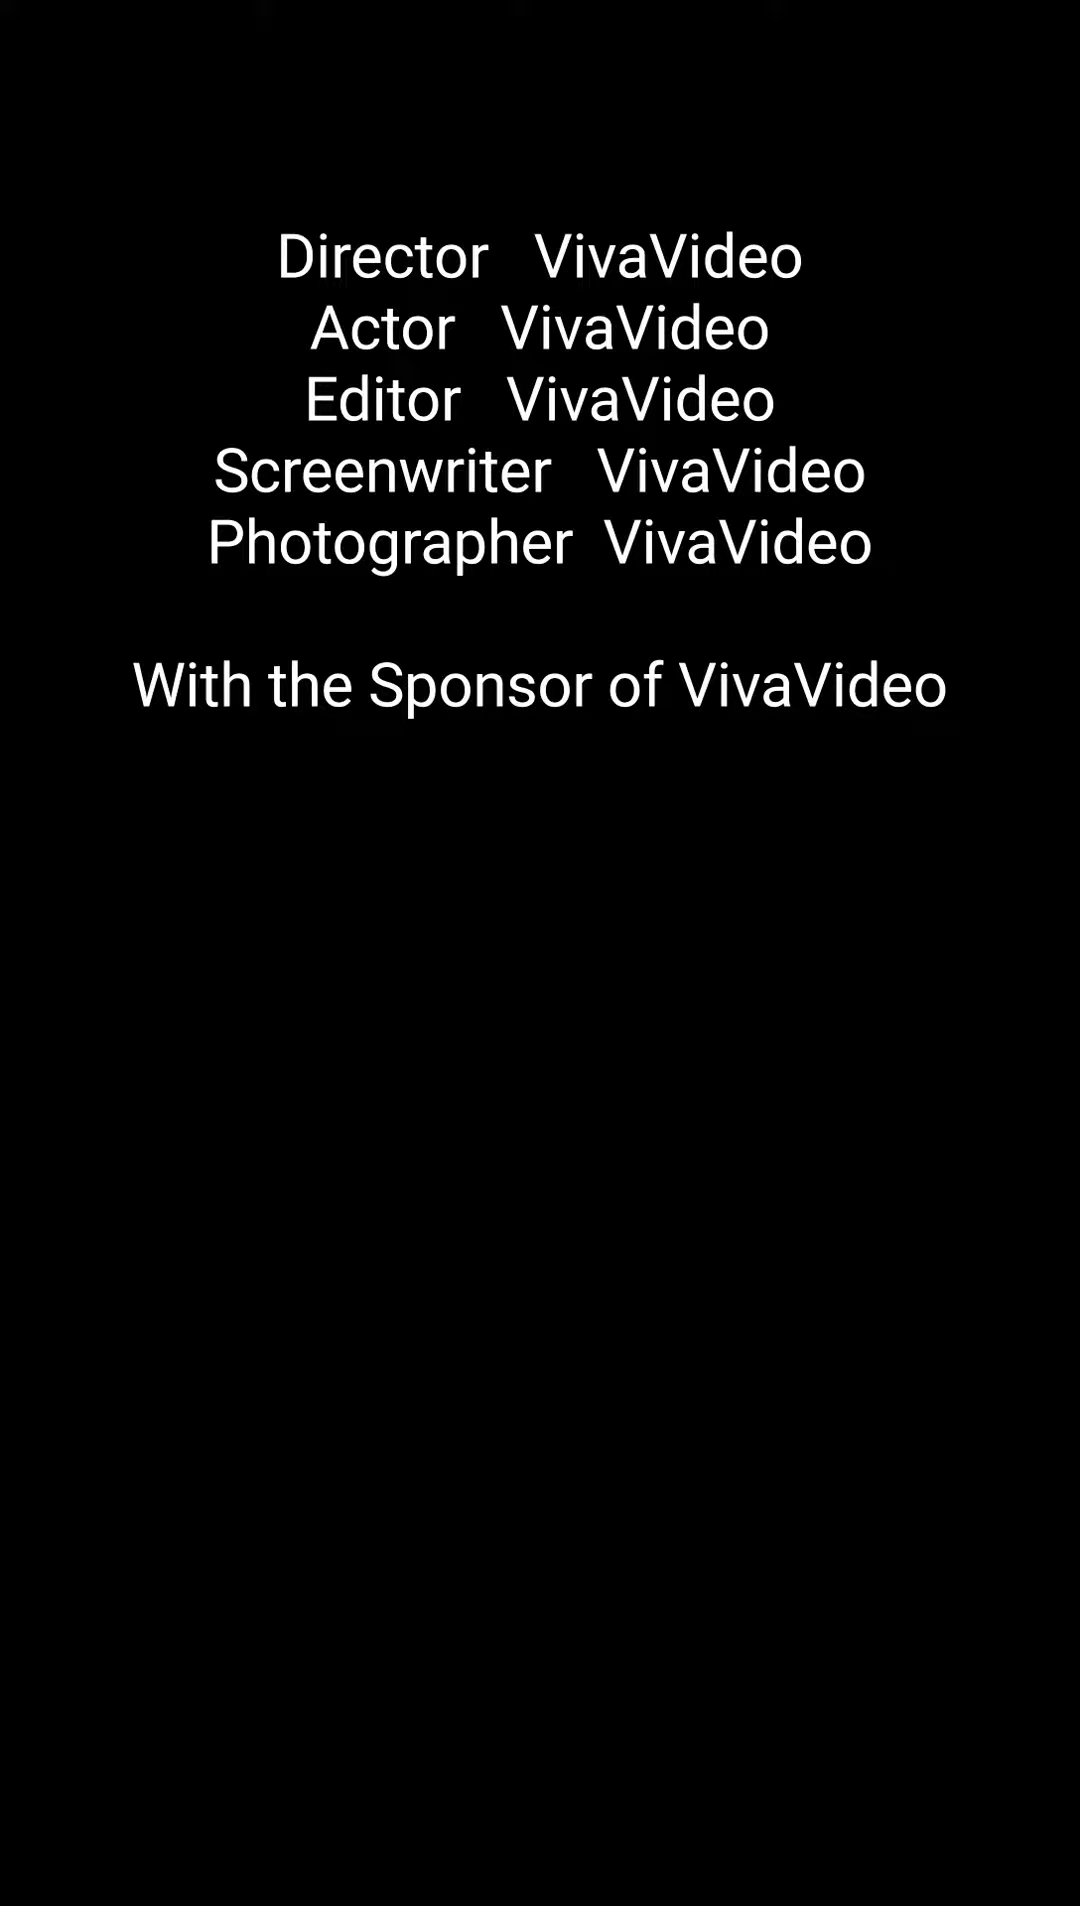 Director   VivaVideo
Actor   VivaVideo
Editor   VivaVideo
Screenwriter   VivaVideo
Photographer  VivaVideo
With the Sponsor of VivaVideo